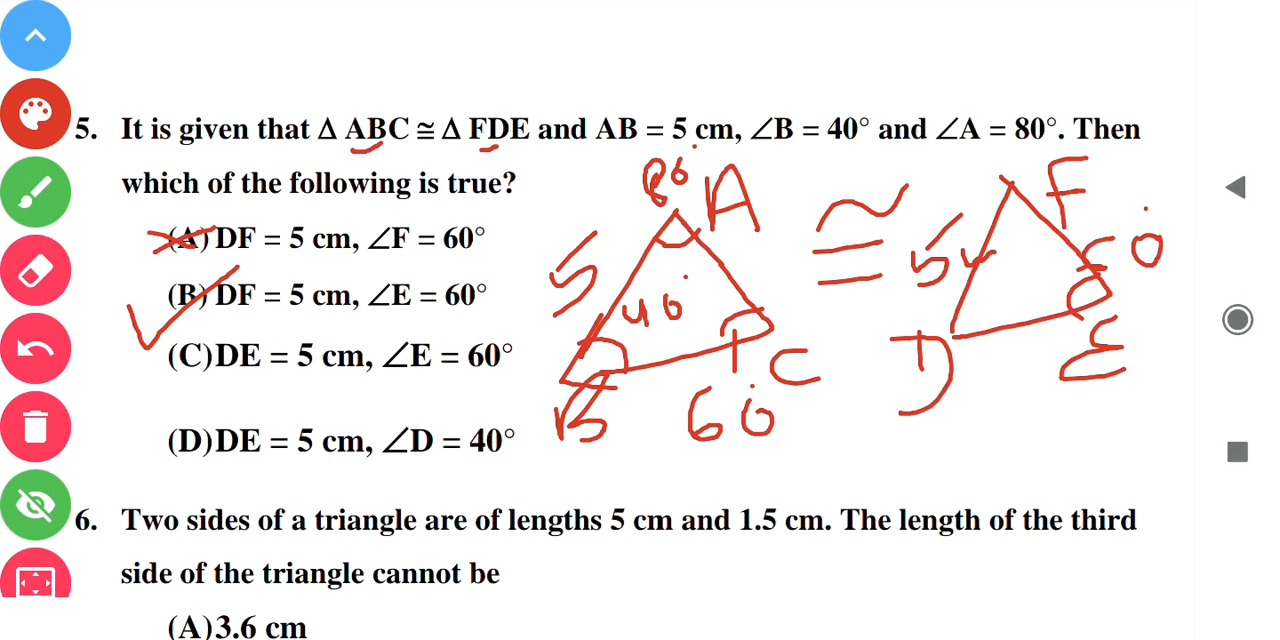 5. It is given that Δ ABC ≅ Δ FDE and AB = 5 cm, ∠B = 40° and ∠A = 80°. Then
which of the following is true?
(A) DF = 5 cm, ∠F = 60°
(B) DF = 5 cm, ∠E = 60°
(C) DE = 5 cm, ∠E = 60°
(D) DE = 5 cm, ∠D = 40°
80° A ≅ F
5 40° 5 60°
B 60° C D E
6. Two sides of a triangle are of lengths 5 cm and 1.5 cm. The length of the third
side of the triangle cannot be
(A) 3.6 cm